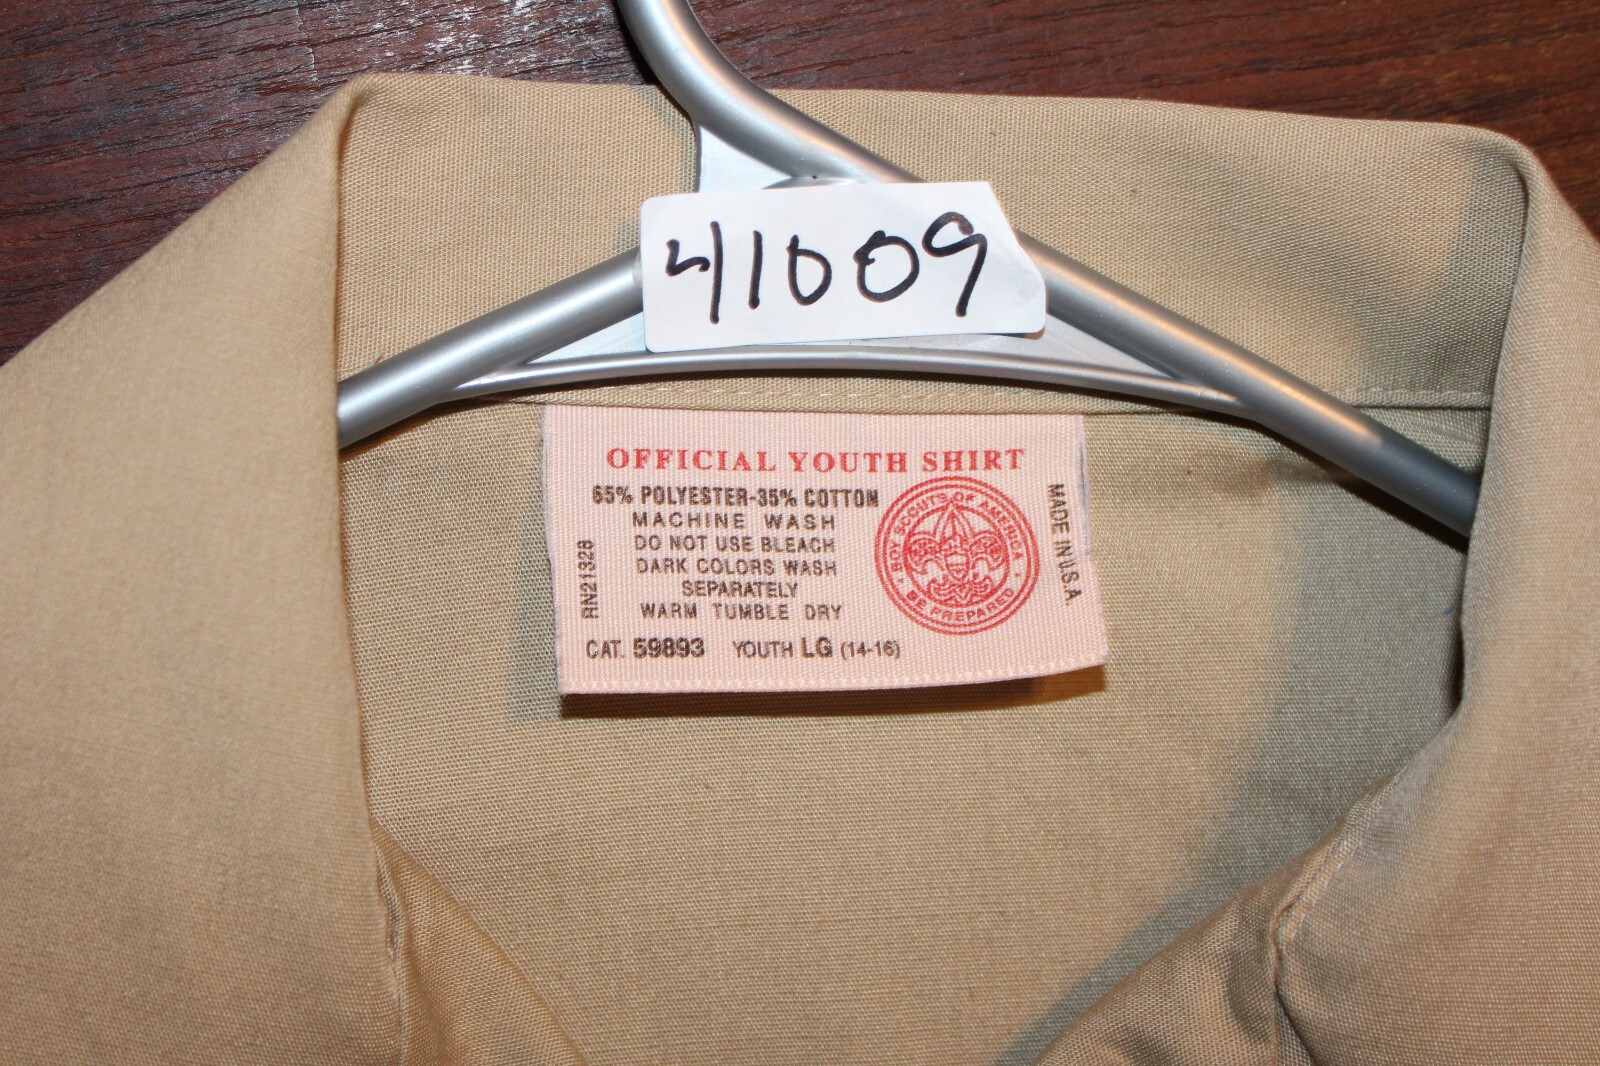 41009
OFFICIAL YOUTH SHIRT
65% POLYESTER-35% COTTON
MACHINE WASH
DO NOT USE BLEACH
DARK COLORS WASH
SEPARATELY
WARM TUMBLE DRY
CAT. 59893 YOUTH LG (14-16)
RN21328
BOY SCOUTS OF AMERICA
BE PREPARED
MADE IN U.S.A.